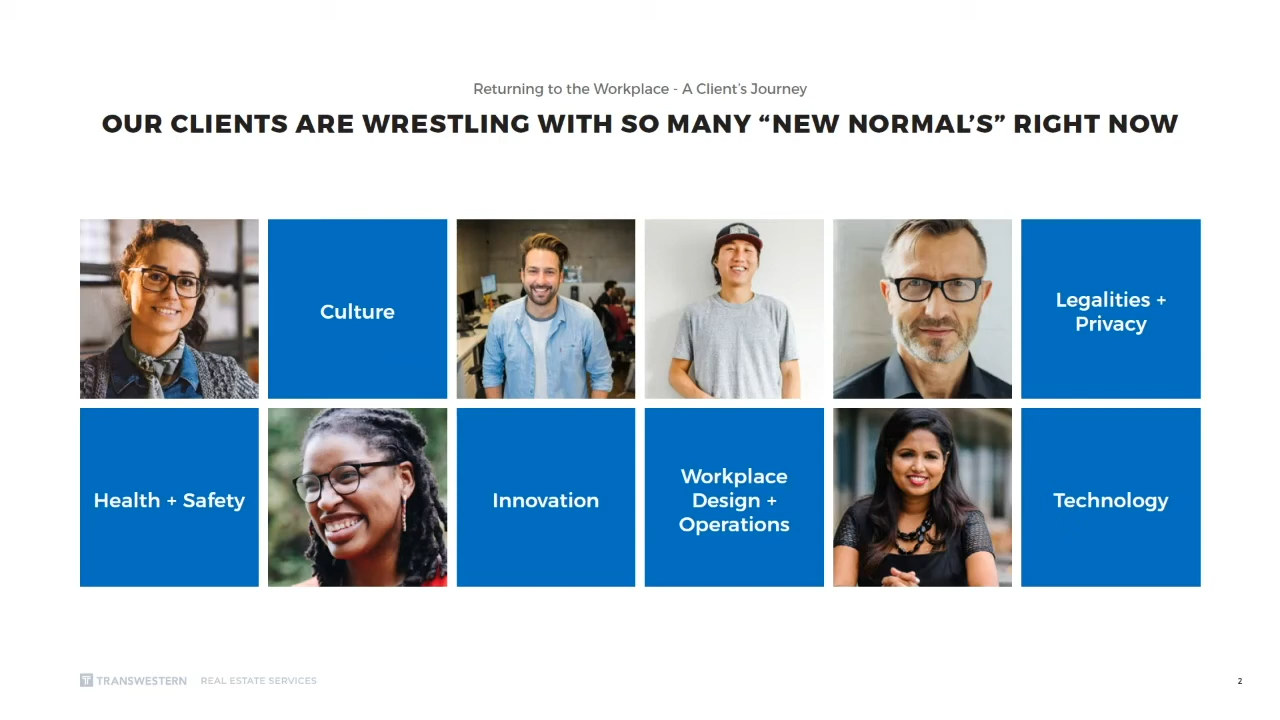 Returning to the Workplace - A Client's Journey
OUR CLIENTS ARE WRESTLING WITH SO MANY “NEW NORMAL’S” RIGHT NOW
Culture
Legalities +
Privacy
Health + Safety
Innovation
Workplace
Design +
Operations
Technology
TRANSWESTERN REAL ESTATE SERVICES
2